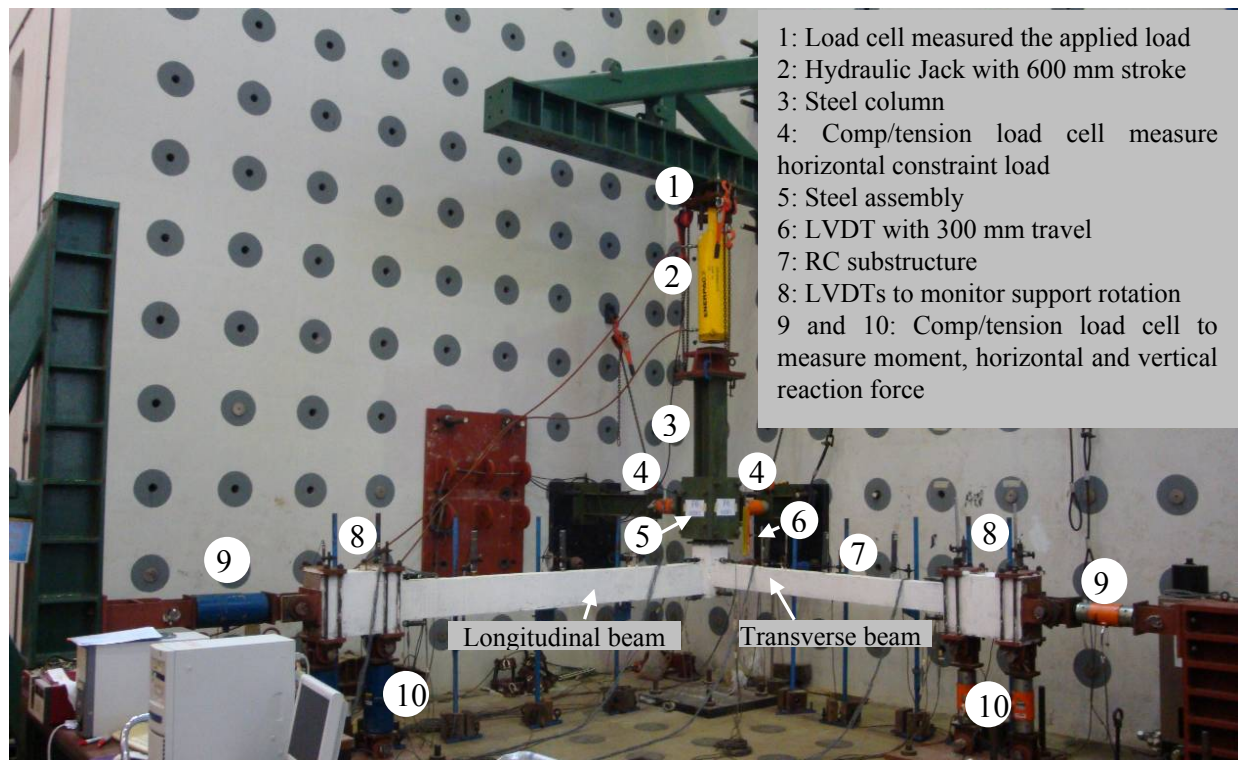 1: Load cell measured the applied load
2: Hydraulic Jack with 600 mm stroke
3: Steel column
4: Comp/tension load cell measure
horizontal constraint load
5: Steel assembly
6: LVDT with 300 mm travel
7: RC substructure
8: LVDTs to monitor support rotation
9 and 10: Comp/tension load cell to
measure moment, horizontal and vertical
reaction force
1
2
ENERPAC
3
4
4
5
6
7
8
8
9
9
Longitudinal beam
Transverse beam
10
10